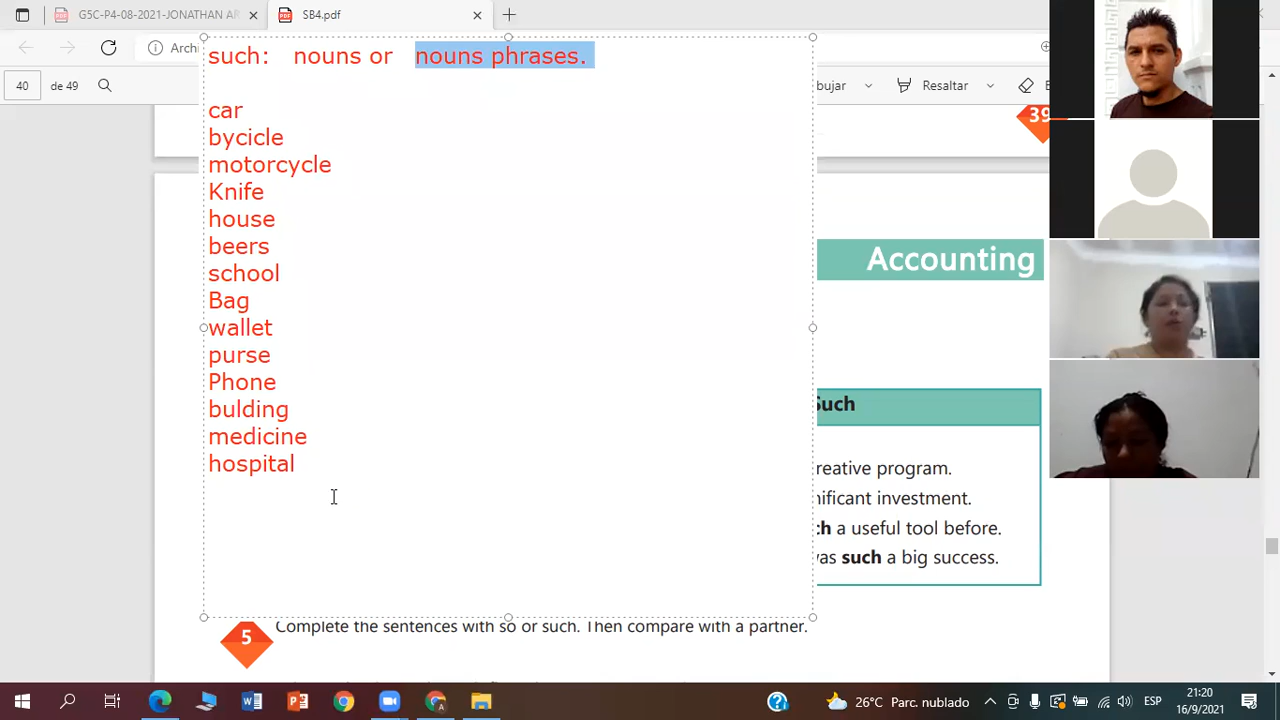 G5C-P4-08-2021-JONATHAN AR
SB4.pdf
Archi
40
de 49
bujar
Resaltar
39
such: nouns or nouns phrases.
car
bycicle
motorcycle
Knife
house
beers
school
Bag
wallet
purse
Phone
bulding
medicine
hospital
Accounting
Such
reative program.
nificant investment.
ch a useful tool before.
as such a big success.
5
Complete the sentences with so or such. Then compare with a partner.
26°C Parc nublado
ESP
21:20
16/9/2021